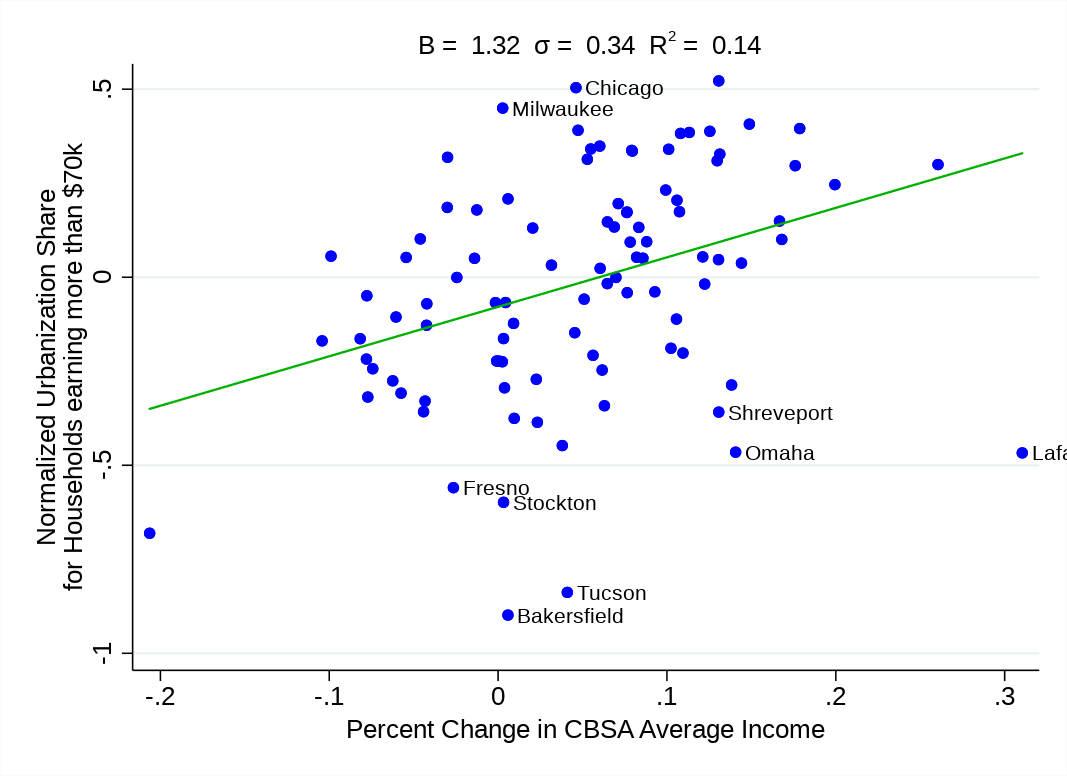 B = 1.32 σ = 0.34 R² = 0.14
Normalized Urbanization Share
for Households earning more than $70k
.5
0
-.5
-1
Chicago
Milwaukee
Shreveport
Omaha
Lafa
Fresno
Stockton
Tucson
Bakersfield
-.2 -.1 0 .1 .2 .3
Percent Change in CBSA Average Income